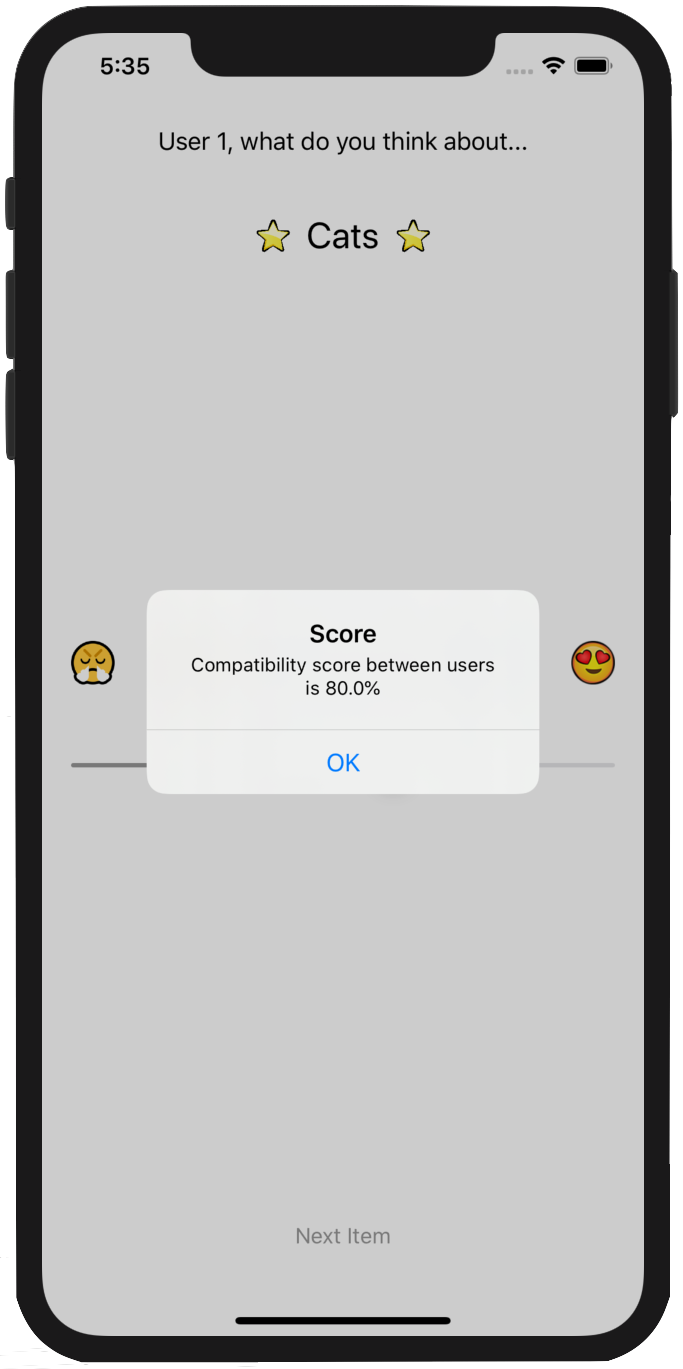 5:35
User 1, what do you think about...
⭐ Cats ⭐
Score
Compatibility score between users
is 80.0%
OK
Next Item